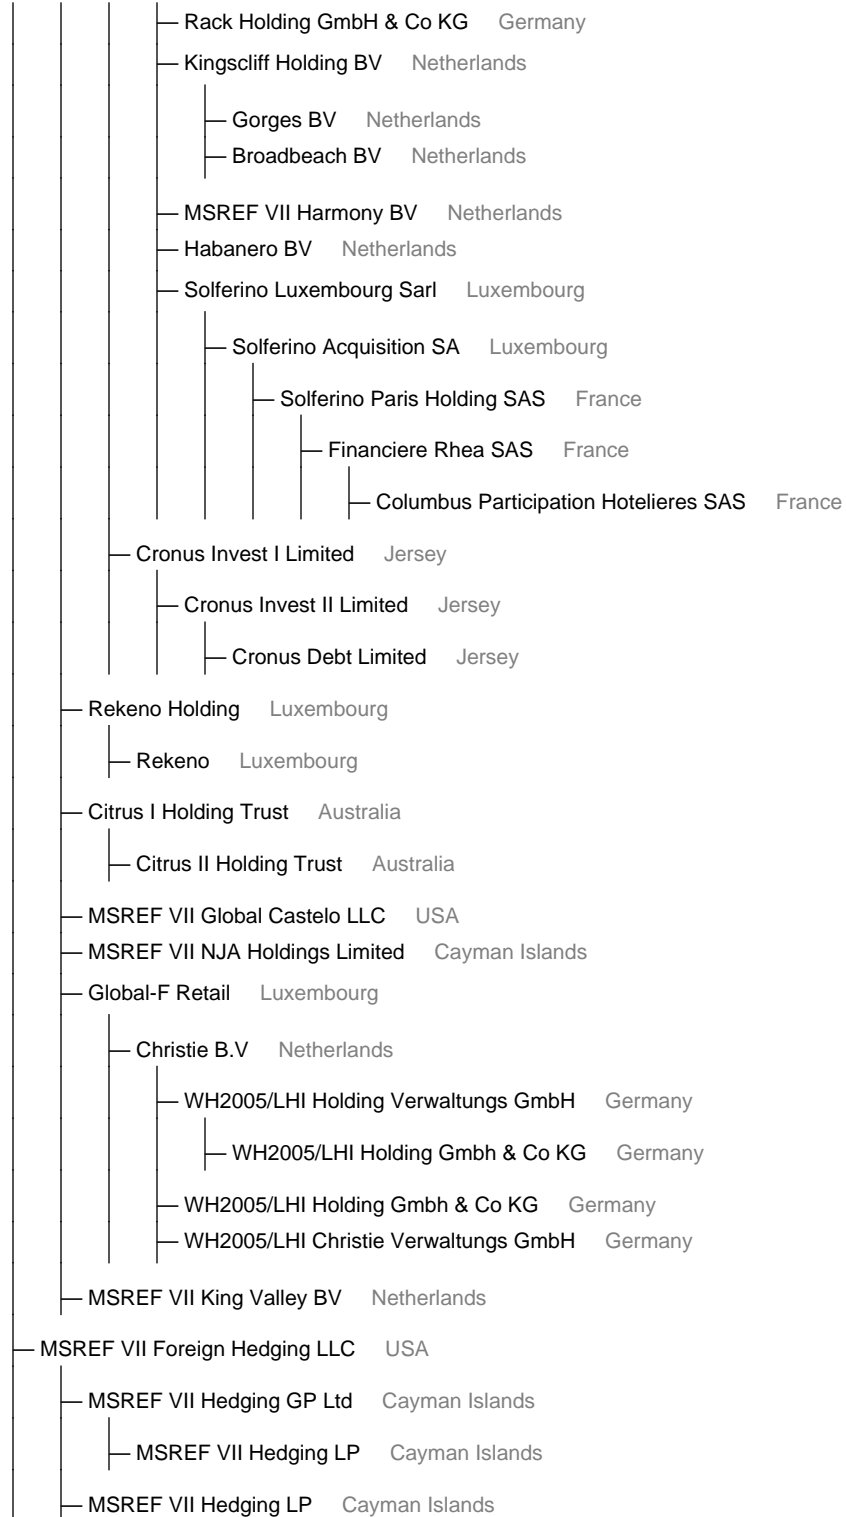 Rack Holding GmbH & Co KG Germany
Kingscliff Holding BV Netherlands
Gorges BV Netherlands
Broadbeach BV Netherlands
MSREF VII Harmony BV Netherlands
Habanero BV Netherlands
Solferino Luxembourg Sarl Luxembourg
Solferino Acquisition SA Luxembourg
Solferino Paris Holding SAS France
Financiere Rhea SAS France
Columbus Participation Hotelieres SAS France
Cronus Invest I Limited Jersey
Cronus Invest II Limited Jersey
Cronus Debt Limited Jersey
Rekeno Holding Luxembourg
Rekeno Luxembourg
Citrus I Holding Trust Australia
Citrus II Holding Trust Australia
MSREF VII Global Castelo LLC USA
MSREF VII NJA Holdings Limited Cayman Islands
Global-F Retail Luxembourg
Christie B.V Netherlands
WH2005/LHI Holding Verwaltungs GmbH Germany
WH2005/LHI Holding Gmbh & Co KG Germany
WH2005/LHI Holding Gmbh & Co KG Germany
WH2005/LHI Christie Verwaltungs GmbH Germany
MSREF VII King Valley BV Netherlands
MSREF VII Foreign Hedging LLC USA
MSREF VII Hedging GP Ltd Cayman Islands
MSREF VII Hedging LP Cayman Islands
MSREF VII Hedging LP Cayman Islands